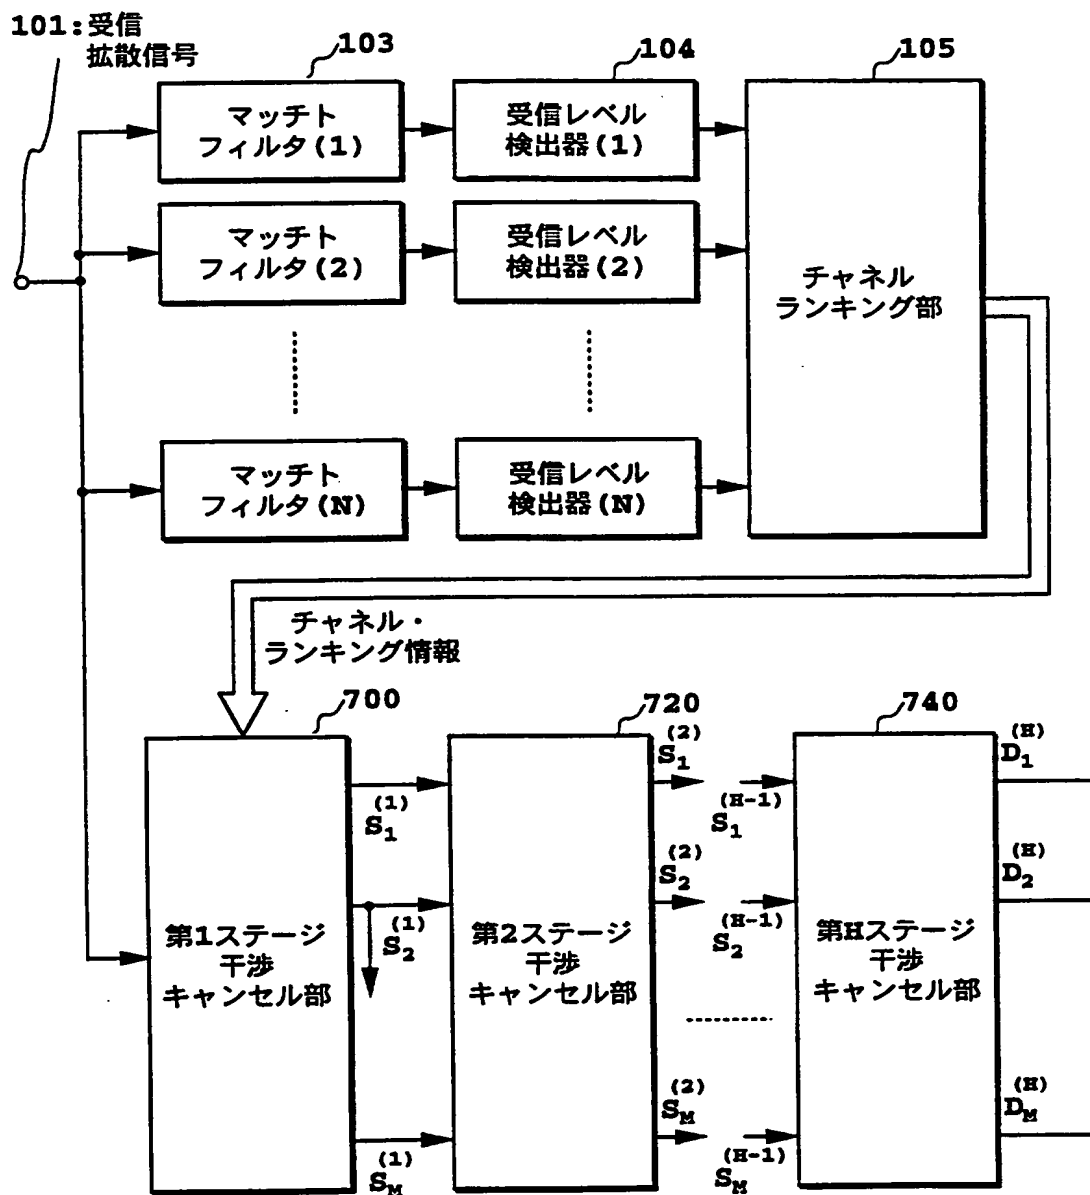 101:受信
拡散信号
103
104
105
マッチト
フィルタ(1)
受信レベル
検出器(1)
マッチト
フィルタ(2)
受信レベル
検出器(2)
チャネル
ランキング部
マッチト
フィルタ(N)
受信レベル
検出器(N)
チャネル・
ランキング情報
700
720
740
S₁⁽¹⁾
S₁⁽²⁾
S₁⁽ᴴ⁻¹⁾
D₁⁽ᴴ⁾
S₂⁽¹⁾
S₂⁽²⁾
S₂⁽ᴴ⁻¹⁾
D₂⁽ᴴ⁾
第1ステージ
干渉
キャンセル部
第2ステージ
干渉
キャンセル部
第Hステージ
干渉
キャンセル部
S_M⁽¹⁾
S_M⁽²⁾
S_M⁽ᴴ⁻¹⁾
D_M⁽ᴴ⁾